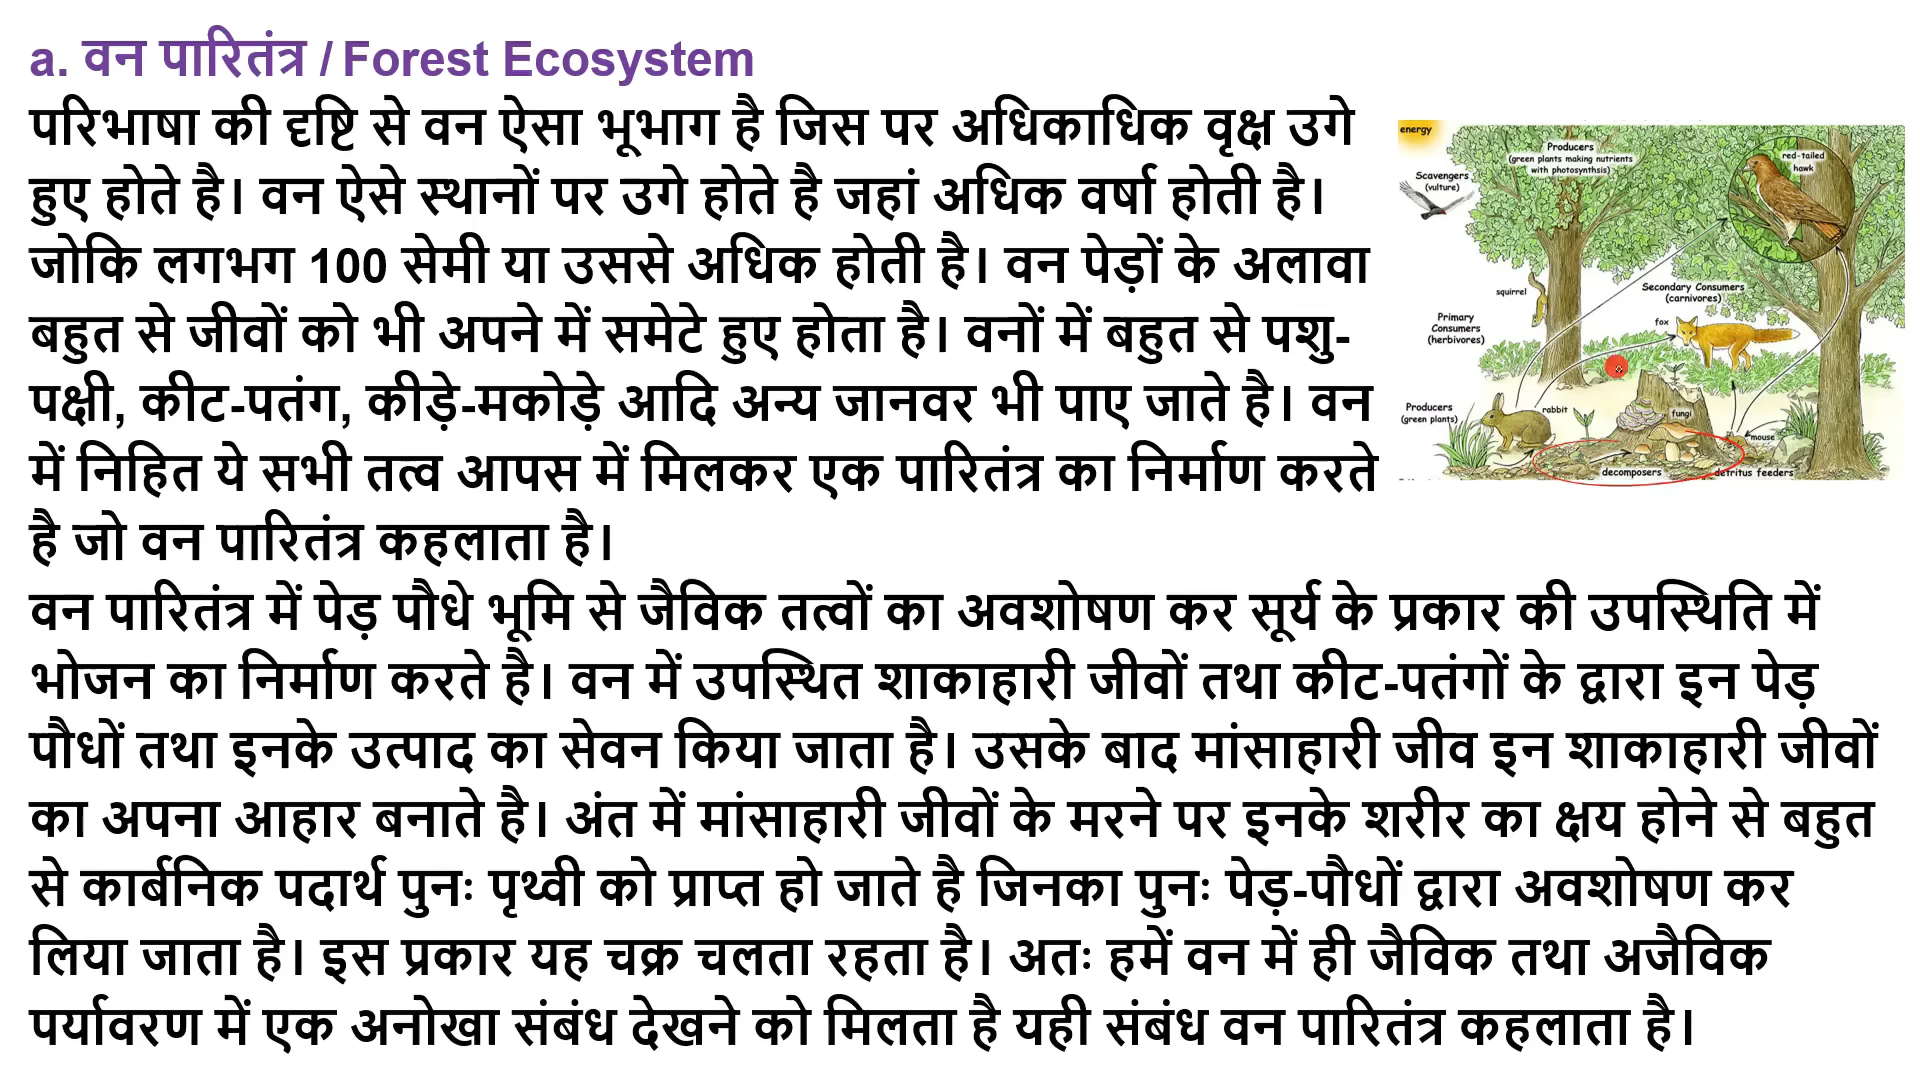 a. वन पारितंत्र / Forest Ecosystem
परिभाषा की दृष्टि से वन ऐसा भूभाग है जिस पर अधिकाधिक वृक्ष उगे
हुए होते है। वन ऐसे स्थानों पर उगे होते है जहां अधिक वर्षा होती है।
जोकि लगभग 100 सेमी या उससे अधिक होती है। वन पेड़ों के अलावा
बहुत से जीवों को भी अपने में समेटे हुए होता है। वनों में बहुत से पशु-
पक्षी, कीट-पतंग, कीड़े-मकोड़े आदि अन्य जानवर भी पाए जाते है। वन
में निहित ये सभी तत्व आपस में मिलकर एक पारितंत्र का निर्माण करते
है जो वन पारितंत्र कहलाता है।
वन पारितंत्र में पेड़ पौधे भूमि से जैविक तत्वों का अवशोषण कर सूर्य के प्रकार की उपस्थिति में
भोजन का निर्माण करते है। वन में उपस्थित शाकाहारी जीवों तथा कीट-पतंगों के द्वारा इन पेड़
पौधों तथा इनके उत्पाद का सेवन किया जाता है। उसके बाद मांसाहारी जीव इन शाकाहारी जीवों
का अपना आहार बनाते है। अंत में मांसाहारी जीवों के मरने पर इनके शरीर का क्षय होने से बहुत
से कार्बनिक पदार्थ पुनः पृथ्वी को प्राप्त हो जाते है जिनका पुनः पेड़-पौधों द्वारा अवशोषण कर
लिया जाता है। इस प्रकार यह चक्र चलता रहता है। अतः हमें वन में ही जैविक तथा अजैविक
पर्यावरण में एक अनोखा संबंध देखने को मिलता है यही संबंध वन पारितंत्र कहलाता है।
energy
Producers
(green plants making nutrients
with photosynthsis)
red-tailed
hawk
Scavengers
(vulture)
squirrel
Secondary Consumers
(carnivores)
Primary
Consumers
(herbivores)
fox
Producers
(green plants)
rabbit
fungi
mouse
decomposers
detritus feeders